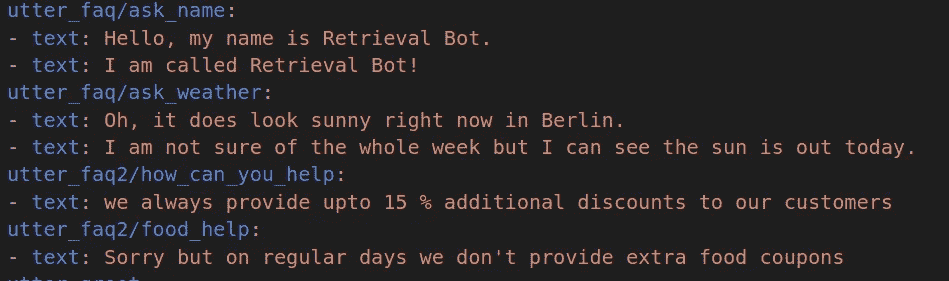 utter_faq/ask_name:
- text: Hello, my name is Retrieval Bot.
- text: I am called Retrieval Bot!
utter_faq/ask_weather:
- text: Oh, it does look sunny right now in Berlin.
- text: I am not sure of the whole week but I can see the sun is out today.
utter_faq2/how_can_you_help:
- text: we always provide upto 15 % additional discounts to our customers
utter_faq2/food_help:
- text: Sorry but on regular days we don't provide extra food coupons